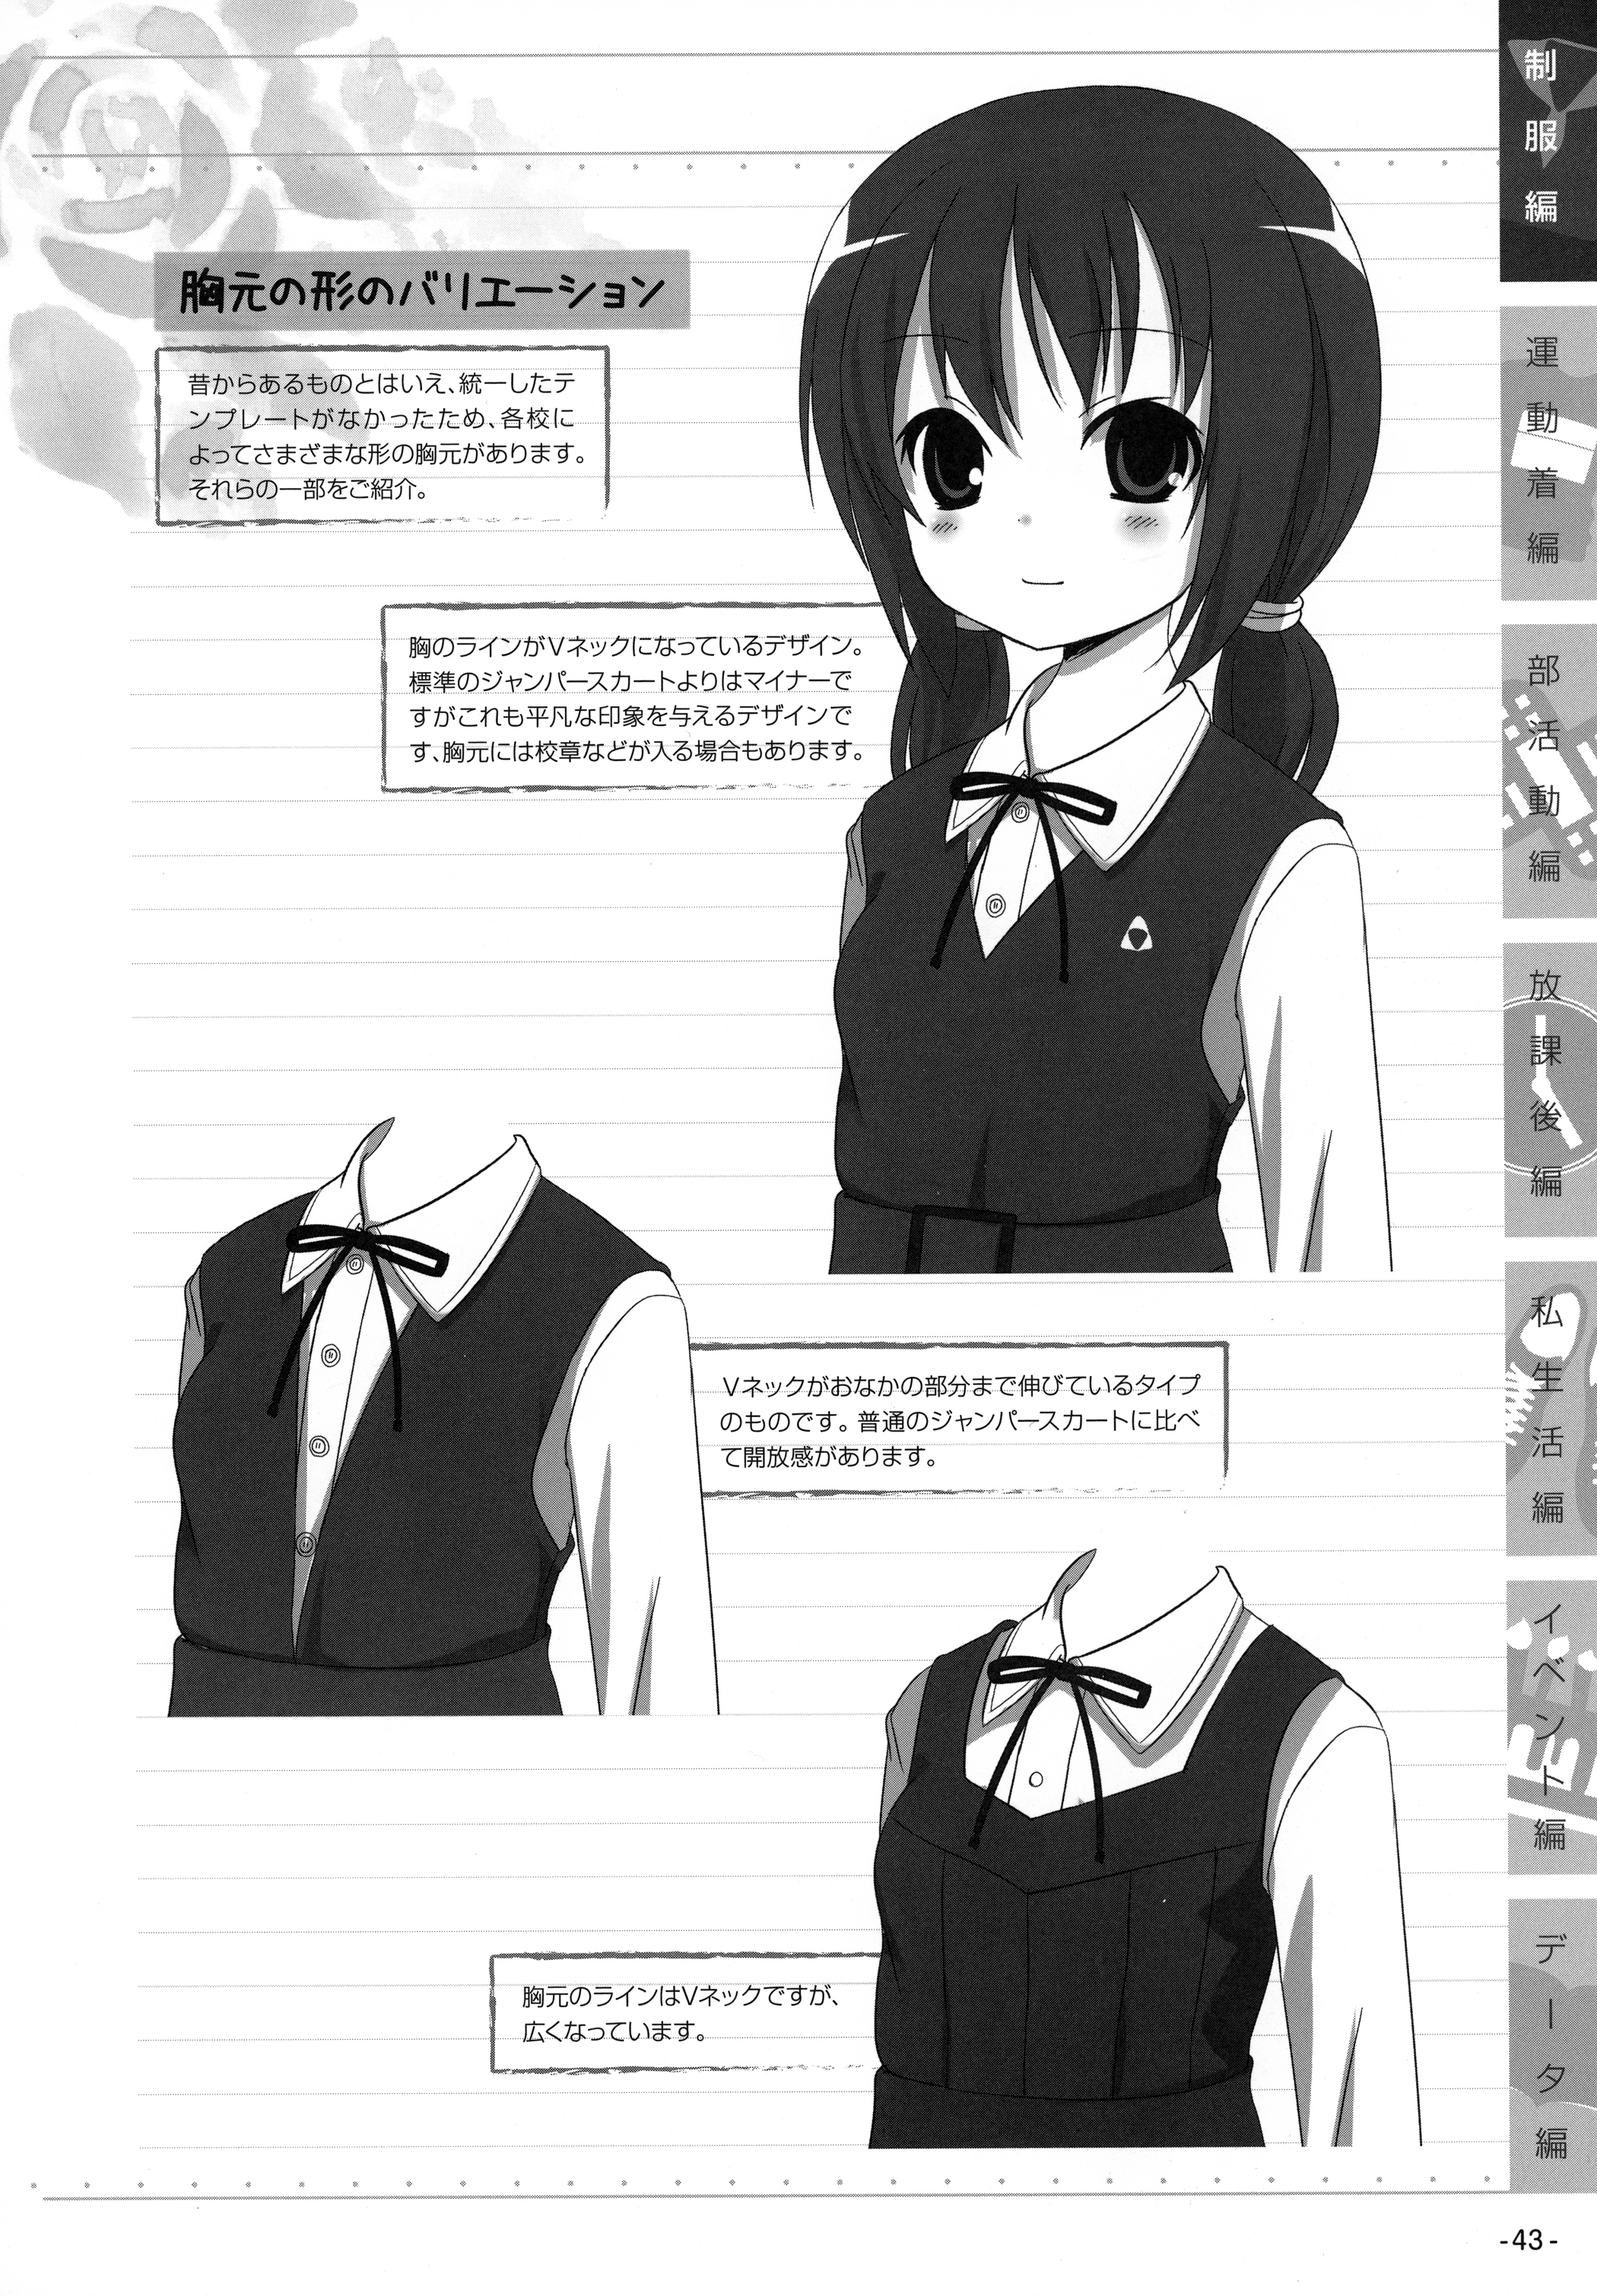 胸元の形のバリエーション
昔からあるものとはいえ、統一したテ
ンプレートがなかったため、各校に
よってさまざまな形の胸元があります。
それらの一部をご紹介。
胸のラインがVネックになっているデザイン。
標準のジャンパースカートよりはマイナーで
すがこれも平凡な印象を与えるデザインで
す、胸元には校章などが入る場合もあります。
Vネックがおなかの部分まで伸びているタイプ
のものです。普通のジャンパースカートに比べ
て開放感があります。
胸元のラインはVネックですが、
広くなっています。
制服編
運動着編
部活動編
放課後編
私生活編
イベント編
データ編
-43-